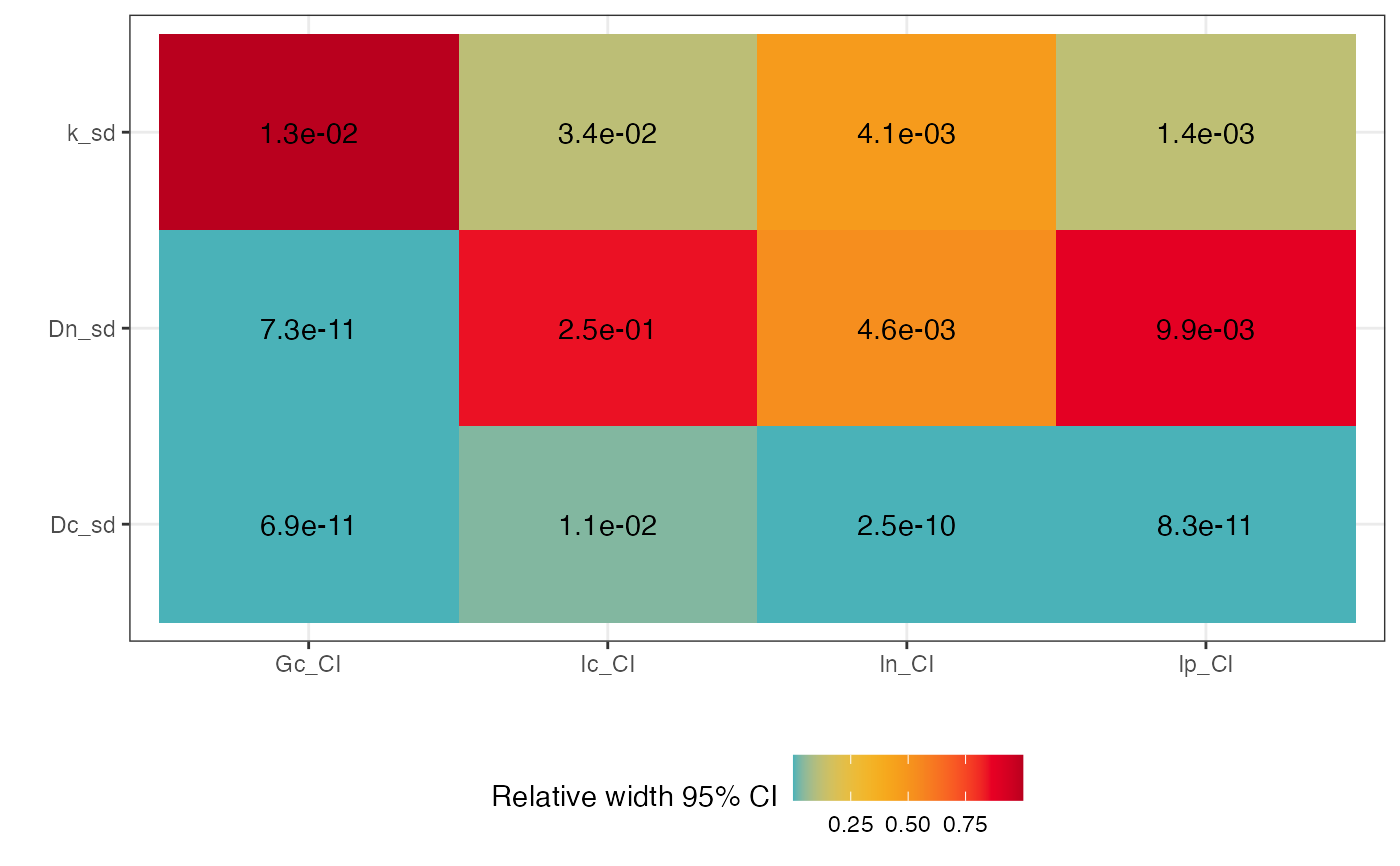 k_sd 1.3e-02 3.4e-02 4.1e-03 1.4e-03
Dn_sd 7.3e-11 2.5e-01 4.6e-03 9.9e-03
Dc_sd 6.9e-11 1.1e-02 2.5e-10 8.3e-11
Gc_CI Ic_CI In_CI Ip_CI
Relative width 95% CI
0.25 0.50 0.75